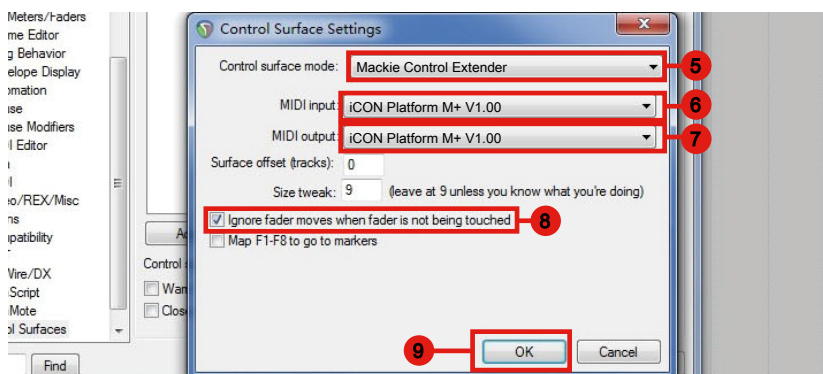 Meters/Faders
me Editor
g Behavior
elope Display
omation
use
use Modifiers
I Editor
eo/REX/Misc
ns
mpatibility
Wire/DX
Script
Mote
ol Surfaces
Find
Control Surface Settings
Control surface mode: Mackie Control Extender 5
MIDI input: iCON Platform M+ V1.00 6
MIDI output: iCON Platform M+ V1.00 7
Surface offset (tracks): 0
Size tweak: 9 (leave at 9 unless you know what you're doing)
Ignore fader moves when fader is not being touched 8
Map F1-F8 to go to markers
Control
Clos
9 OK Cancel